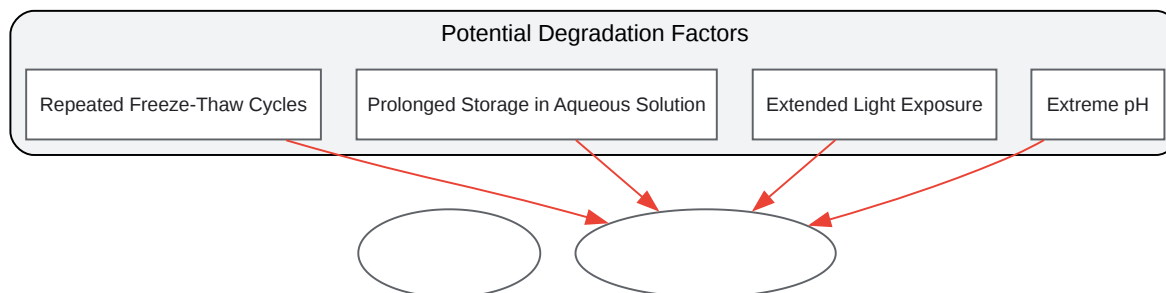 Potential Degradation Factors
Repeated Freeze-Thaw Cycles
Prolonged Storage in Aqueous Solution
Extended Light Exposure
Extreme pH